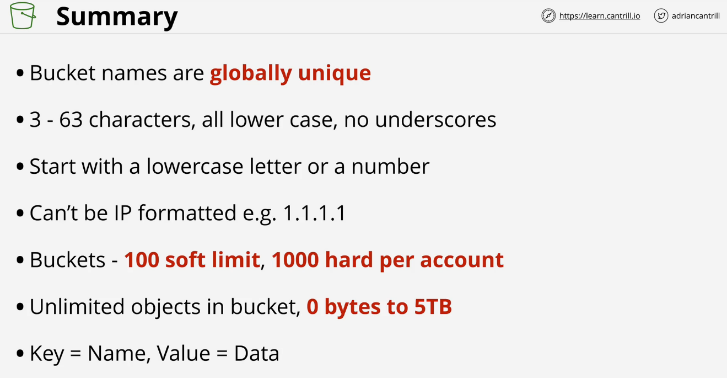 Summary
https://learn.cantrill.io
adriancantrill
• Bucket names are globally unique
• 3 - 63 characters, all lower case, no underscores
• Start with a lowercase letter or a number
• Can’t be IP formatted e.g. 1.1.1.1
• Buckets - 100 soft limit, 1000 hard per account
• Unlimited objects in bucket, 0 bytes to 5TB
• Key = Name, Value = Data